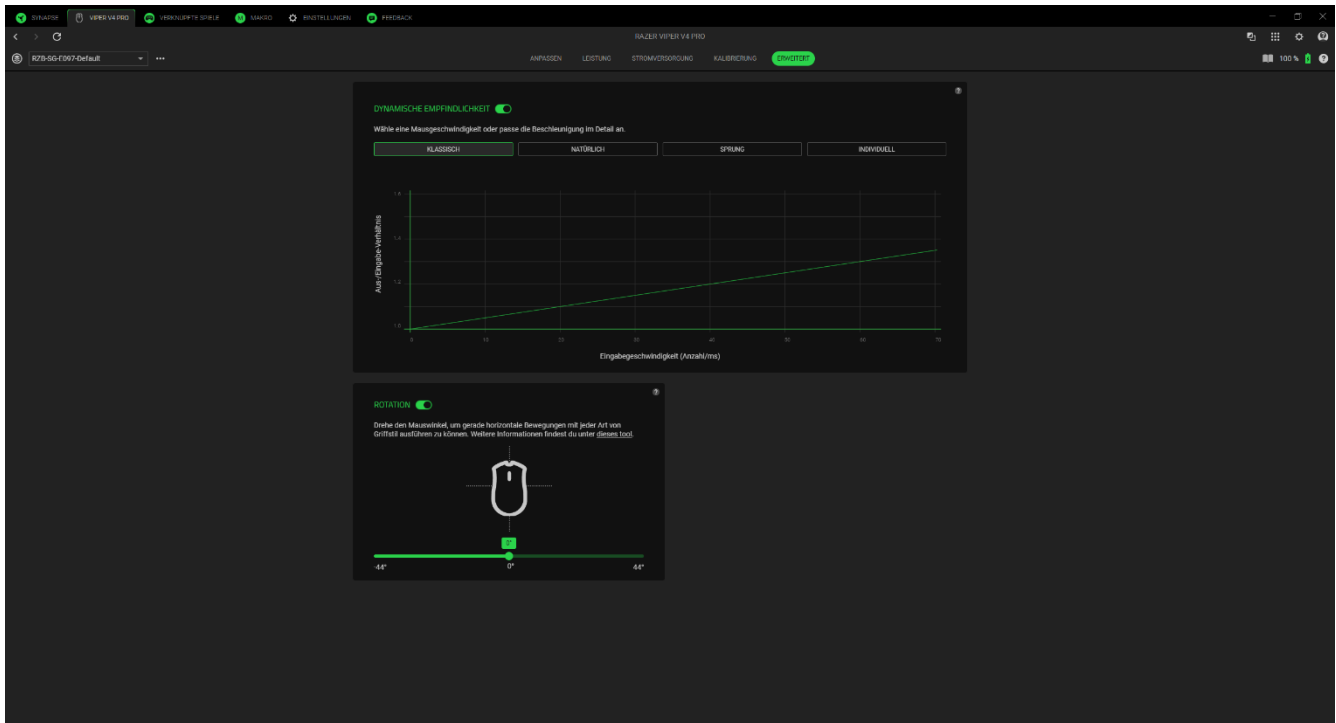 SYNAPSE VIPER V4 PRO VERKNÜPFTE SPIELE MAKRO EINSTELLUNGEN FEEDBACK
RAZER VIPER V4 PRO
RZB-SG-E097-Default ANPASSEN LEISTUNG STROMVERSORGUNG KALIBRIERUNG ERWEITERT 100 %
DYNAMISCHE EMPFINDLICHKEIT
Wähle eine Mausgeschwindigkeit oder passe die Beschleunigung im Detail an.
KLASSISCH NATÜRLICH SPRUNG INDIVIDUELL
Aus-/Eingabe-Verhältnis
1.6
1.4
1.2
1.0
0 10 20 30 40 50 60 70
Eingabegeschwindigkeit (Anzahl/ms)
ROTATION
Drehe den Mauswinkel, um gerade horizontale Bewegungen mit jeder Art von
Griffstil ausführen zu können. Weitere Informationen findest du unter dieses tool.
0°
-44° 0° 44°